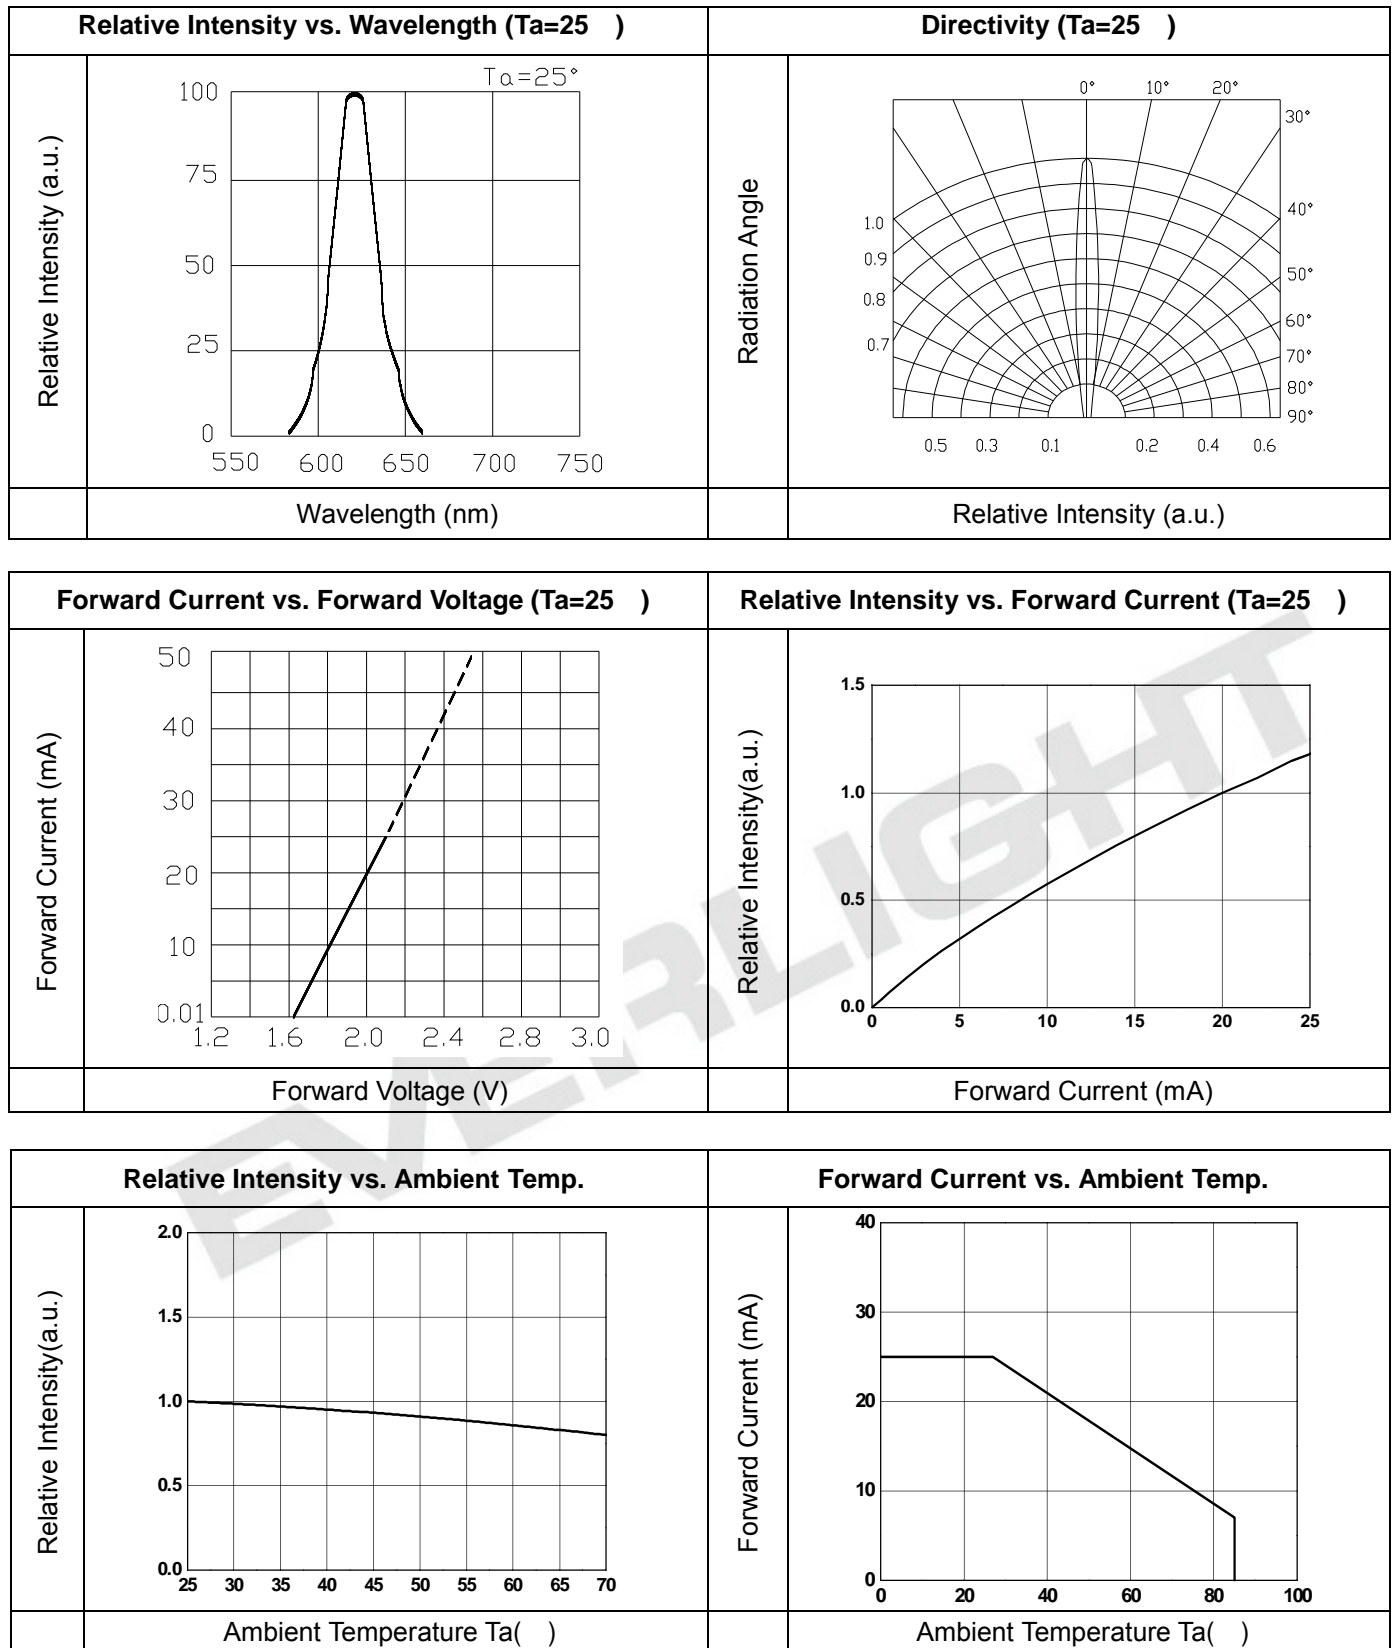 Relative Intensity vs. Wavelength (Ta=25 )
Directivity (Ta=25 )
Relative Intensity (a.u.)
Ta=25°
100
75
50
25
0
550 600 650 700 750
Radiation Angle
0° 10° 20°
30°
40°
50°
60°
70°
80°
90°
1.0
0.9
0.8
0.7
0.5 0.3 0.1 0.2 0.4 0.6
Wavelength (nm)
Relative Intensity (a.u.)
Forward Current vs. Forward Voltage (Ta=25 )
Relative Intensity vs. Forward Current (Ta=25 )
Forward Current (mA)
50
40
30
20
10
0.01
1.2 1.6 2.0 2.4 2.8 3.0
Relative Intensity(a.u.)
1.5
1.0
0.5
0.0
0 5 10 15 20 25
Forward Voltage (V)
Forward Current (mA)
EVERLIGHT
Relative Intensity vs. Ambient Temp.
Forward Current vs. Ambient Temp.
Relative Intensity(a.u.)
2.0
1.5
1.0
0.5
0.0
25 30 35 40 45 50 55 60 65 70
Forward Current (mA)
40
30
20
10
0
0 20 40 60 80 100
Ambient Temperature Ta( )
Ambient Temperature Ta( )